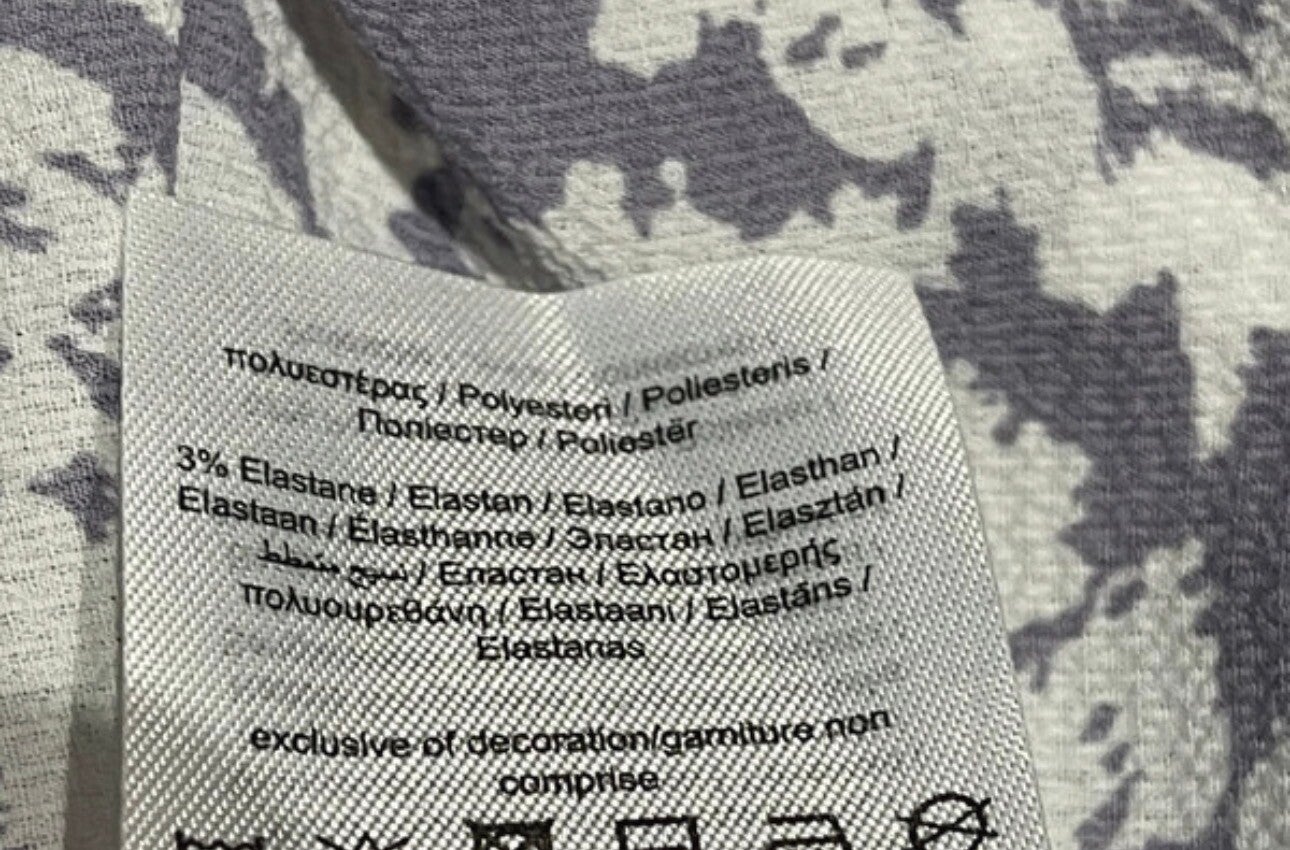 πολυεστέρας / Polyesteri / Poliesteris /
Поліестер / Poliestër
3% Elastane / Elastan / Elastano / Elasthan /
Elastaan / Élasthanne / Эластан / Elasztán /
/ Еластан / Ελαστομερής
πολυουρεθάνη / Elastaani / Elastāns /
Elastanas
exclusive of decoration/garniture non
comprise